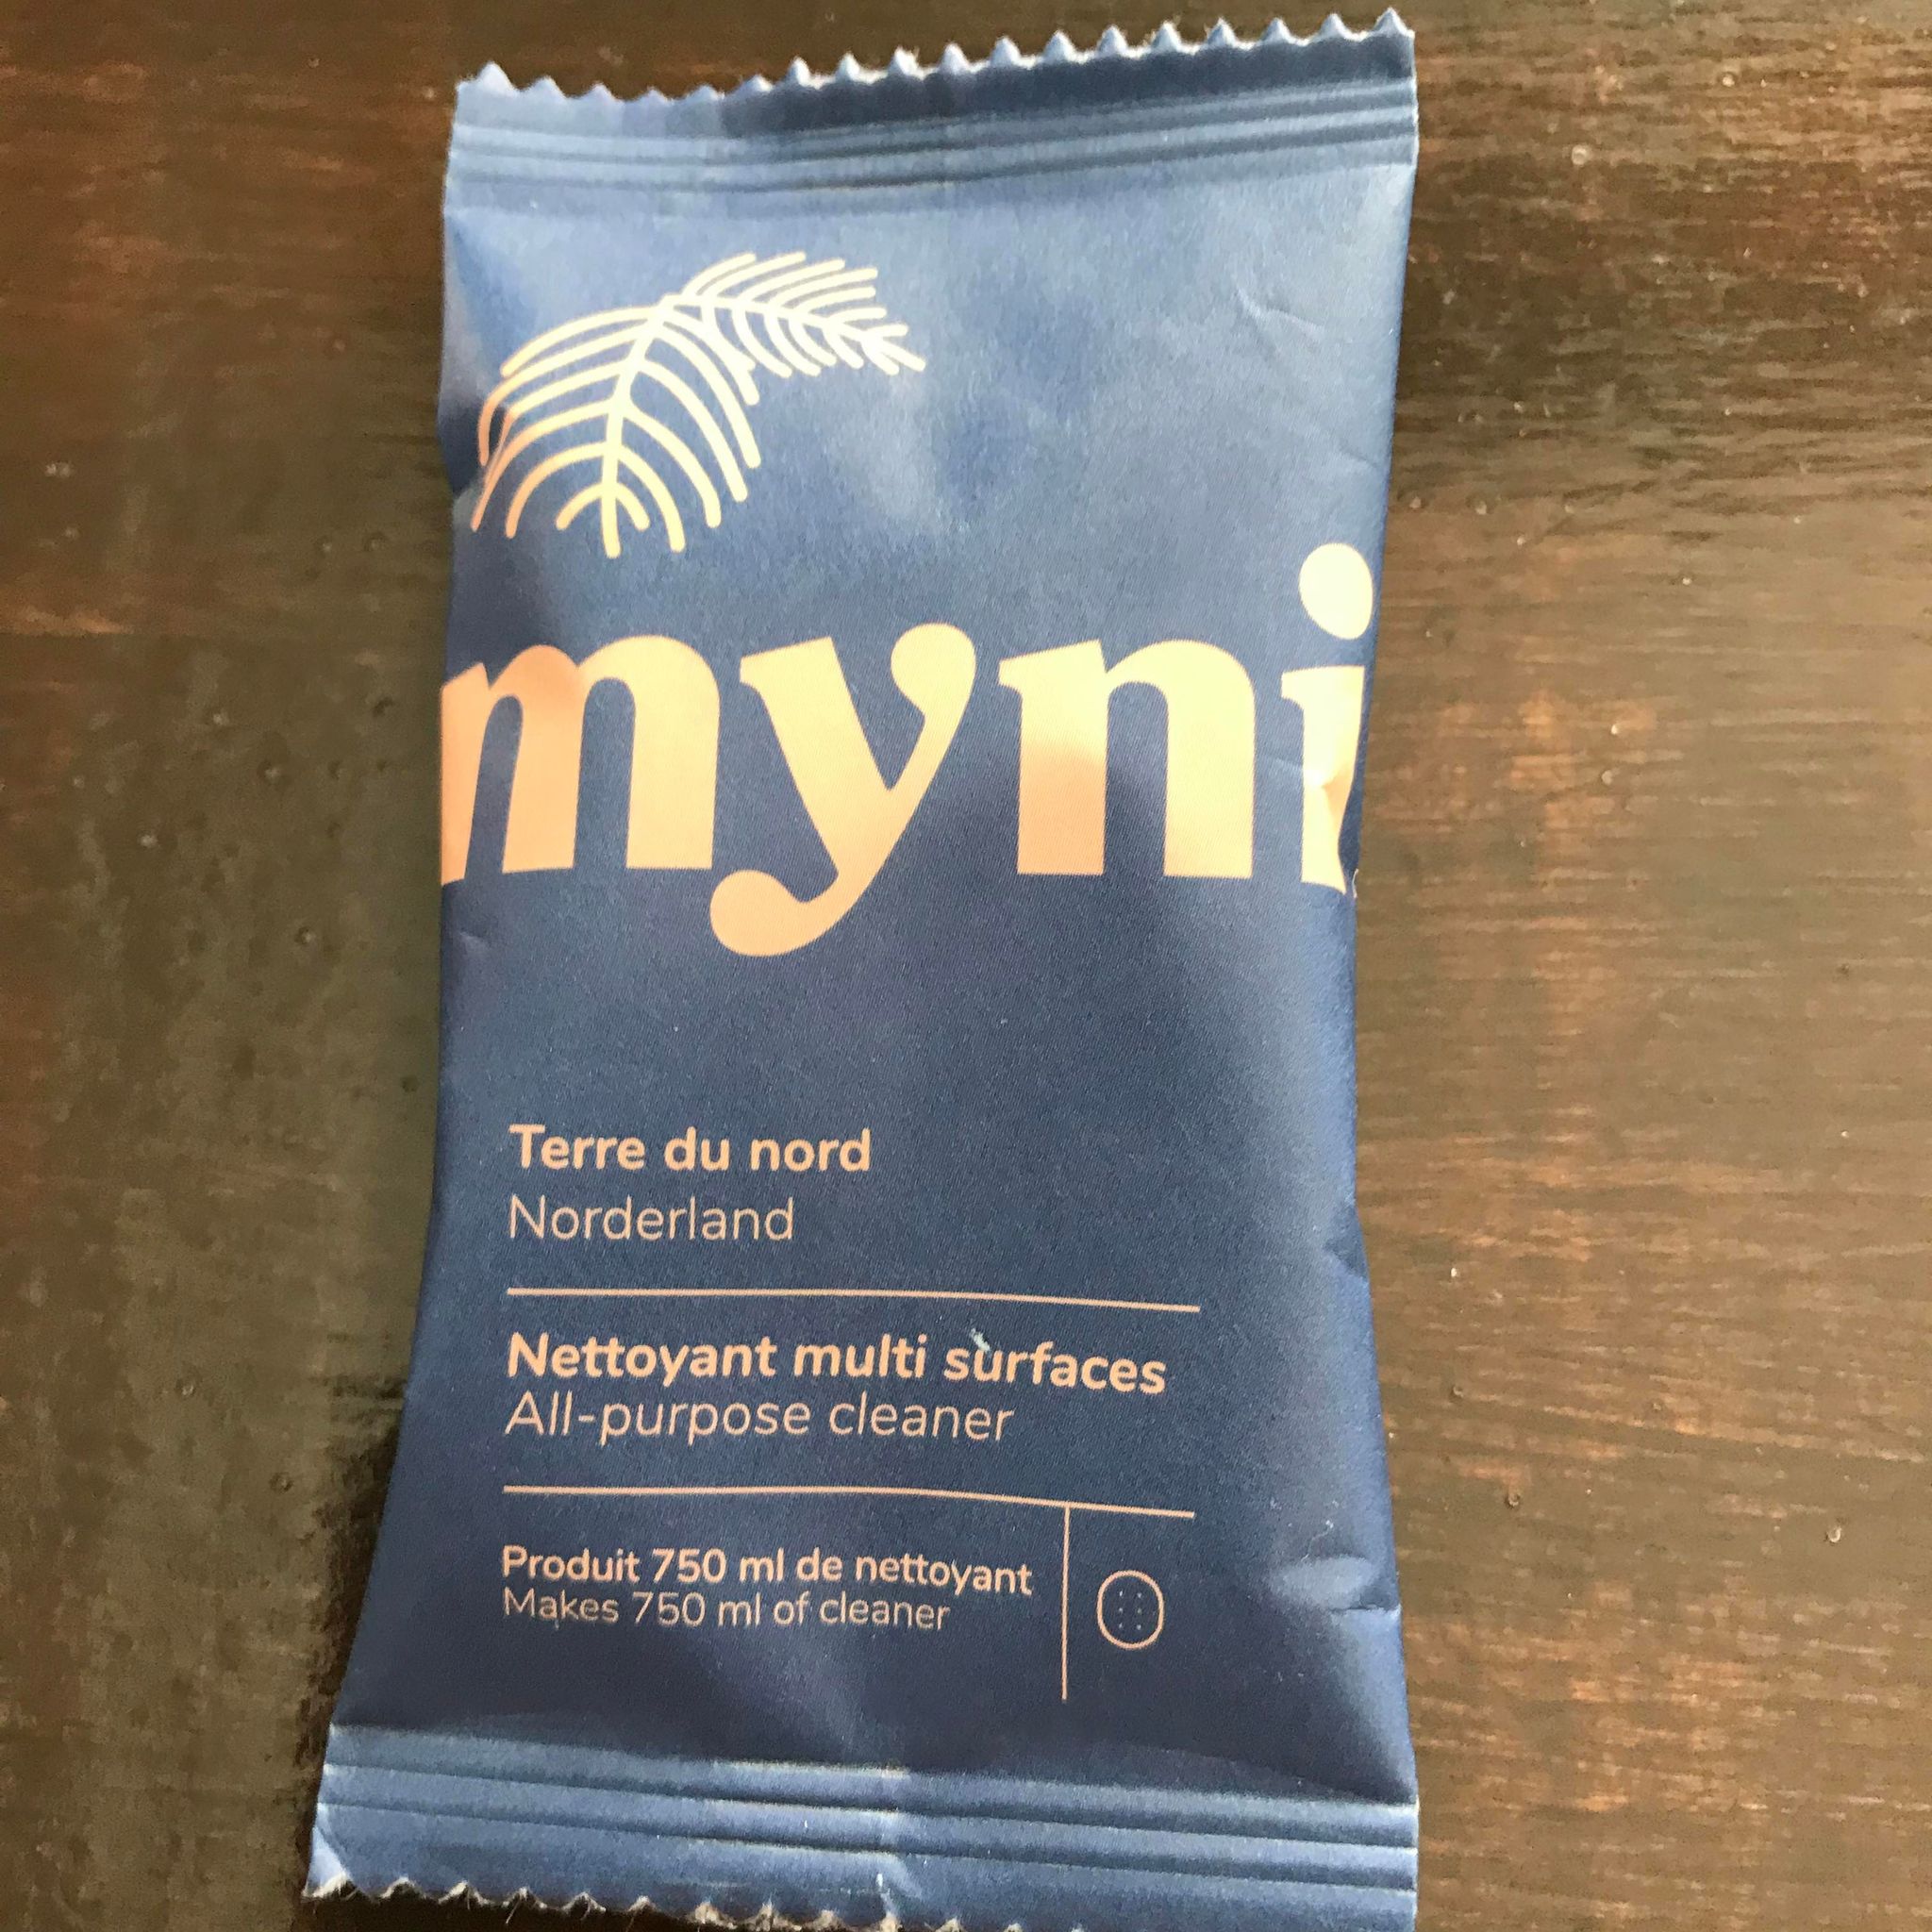 myni
Terre du nord
Norderland
Nettoyant multi surfaces
All-purpose cleaner
Produit 750 ml de nettoyant
Makes 750 ml of cleaner